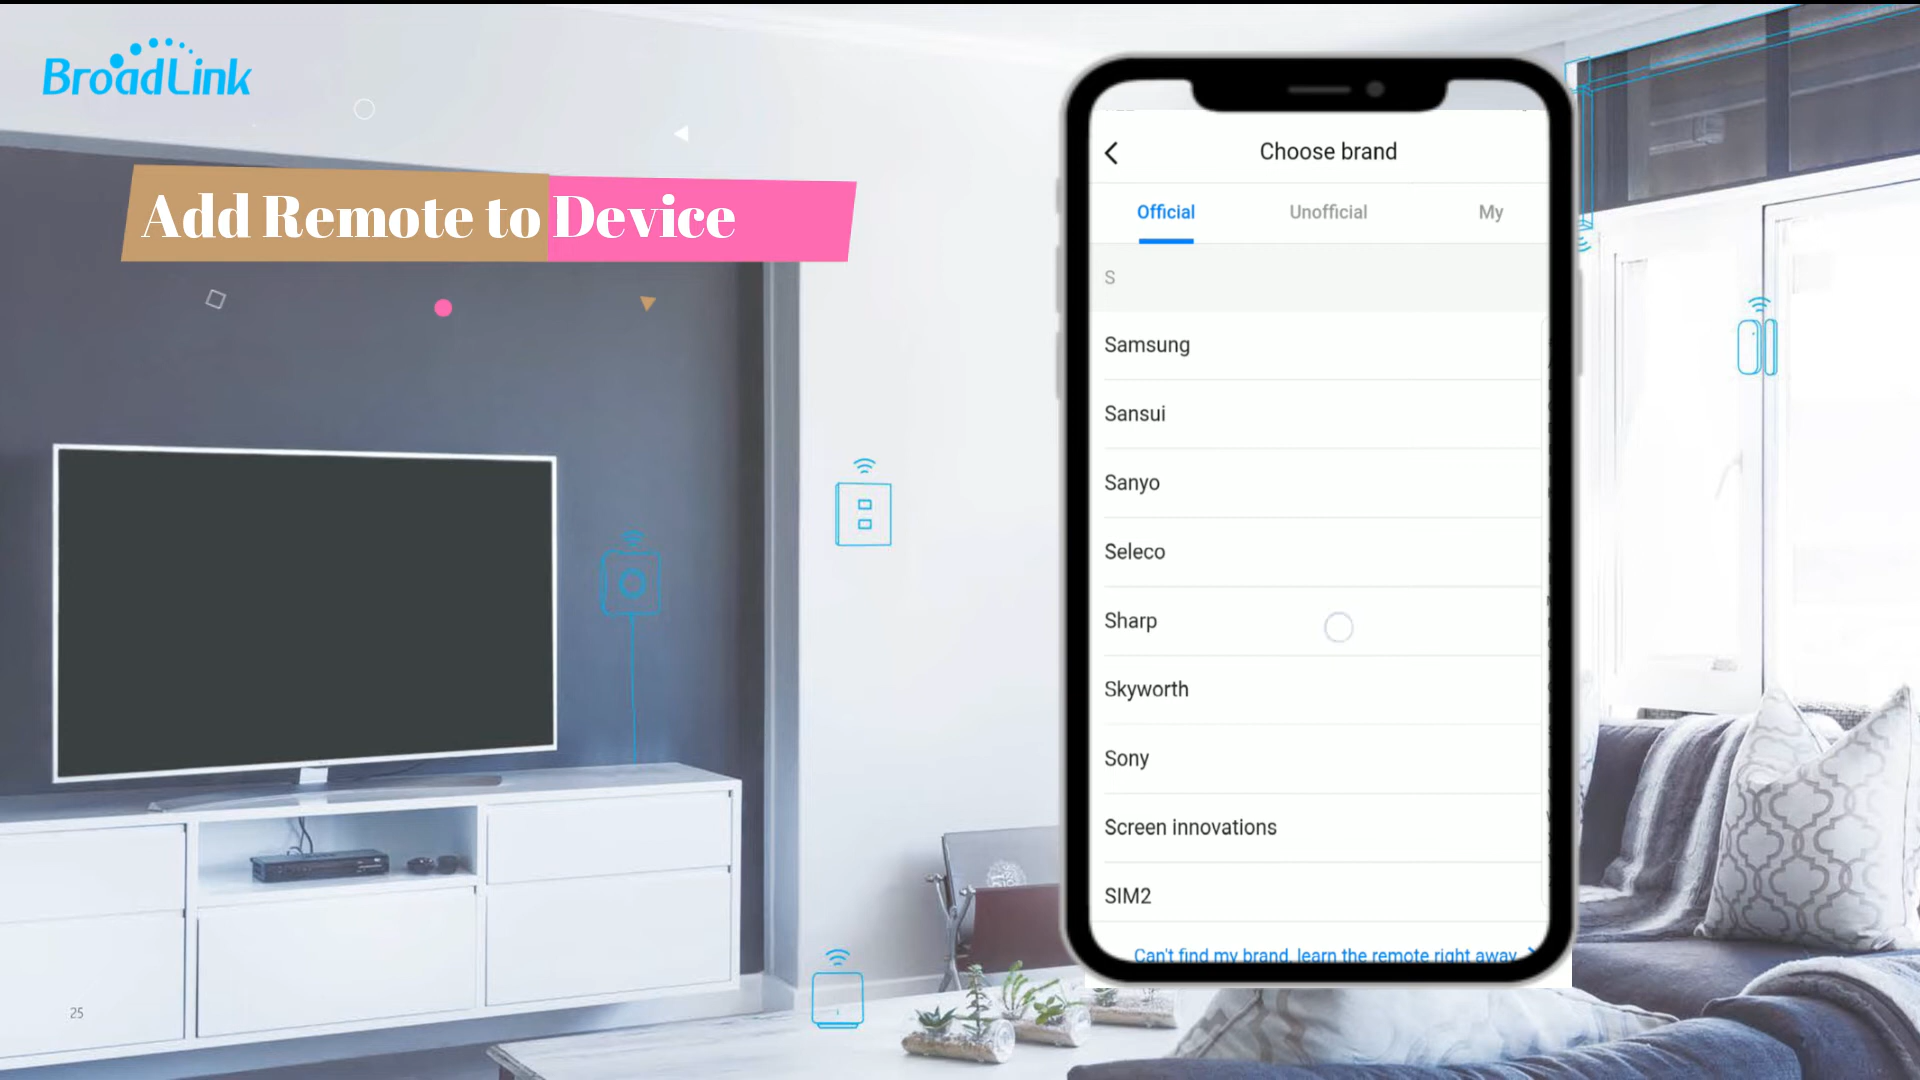 BroadLink
Add Remote to Device
Choose brand
Official Unofficial My
S
Samsung
Sansui
Sanyo
Seleco
Sharp
Skyworth
Sony
Screen innovations
SIM2
Can't find my brand, learn the remote right away
25